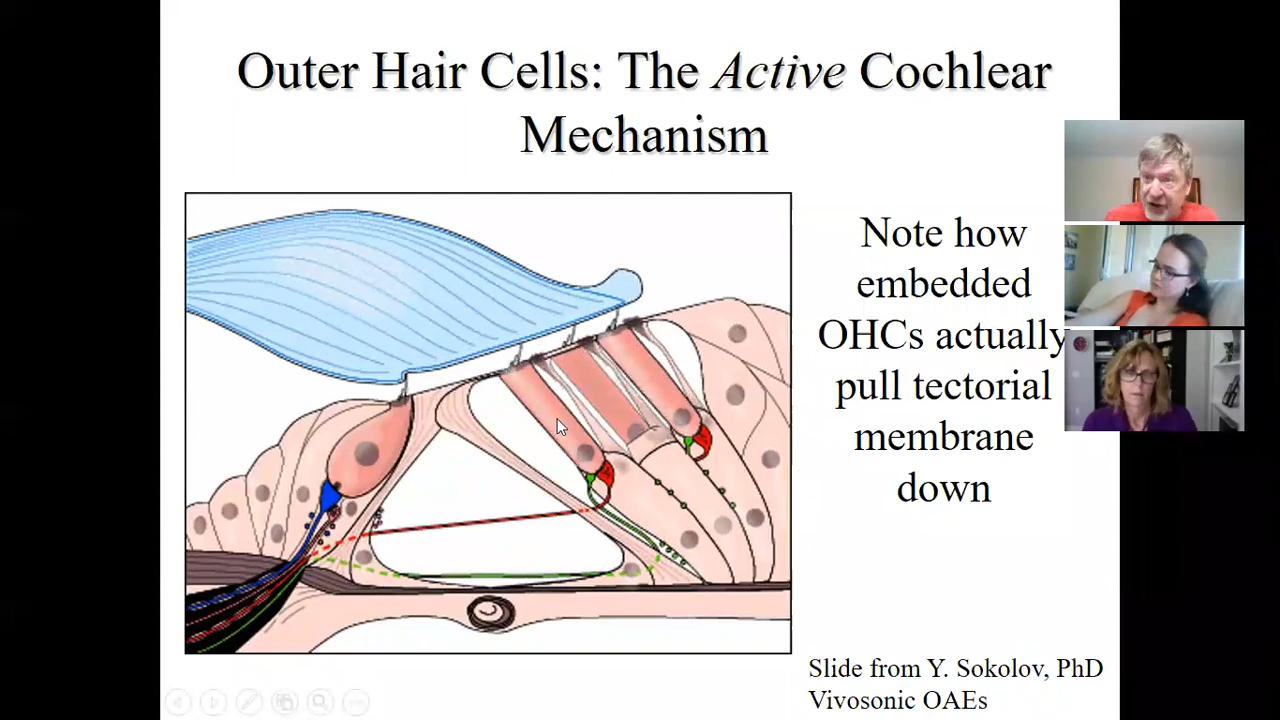 Outer Hair Cells: The Active Cochlear
Mechanism
Note how
embedded
OHCs actually
pull tectorial
membrane
down
Slide from Y. Sokolov, PhD
Vivosonic OAEs